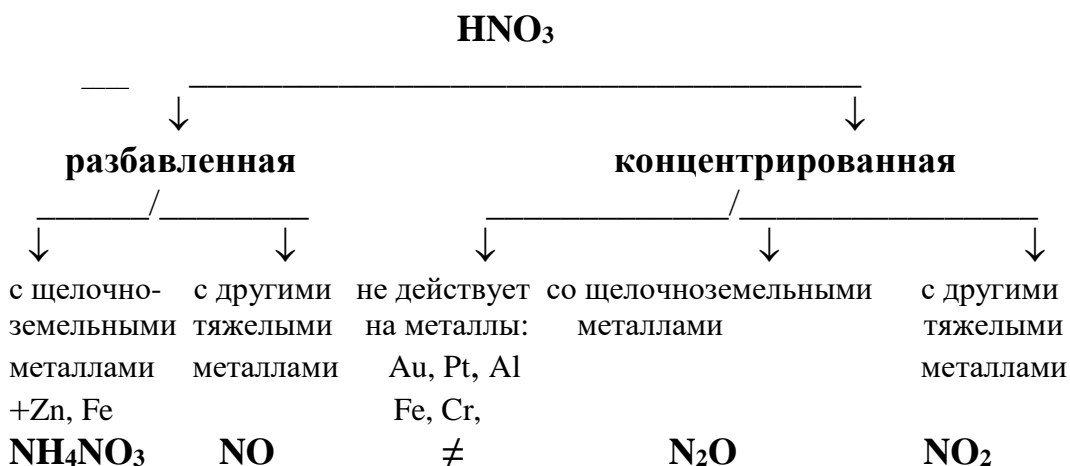 HNO₃
разбавленная концентрированная
с щелочно- с другими не действует со щелочноземельными с другими
земельными тяжелыми на металлы: металлами тяжелыми
металлами металлами Au, Pt, Al металлами
+Zn, Fe Fe, Cr,
NH₄NO₃ NO ≠ N₂O NO₂